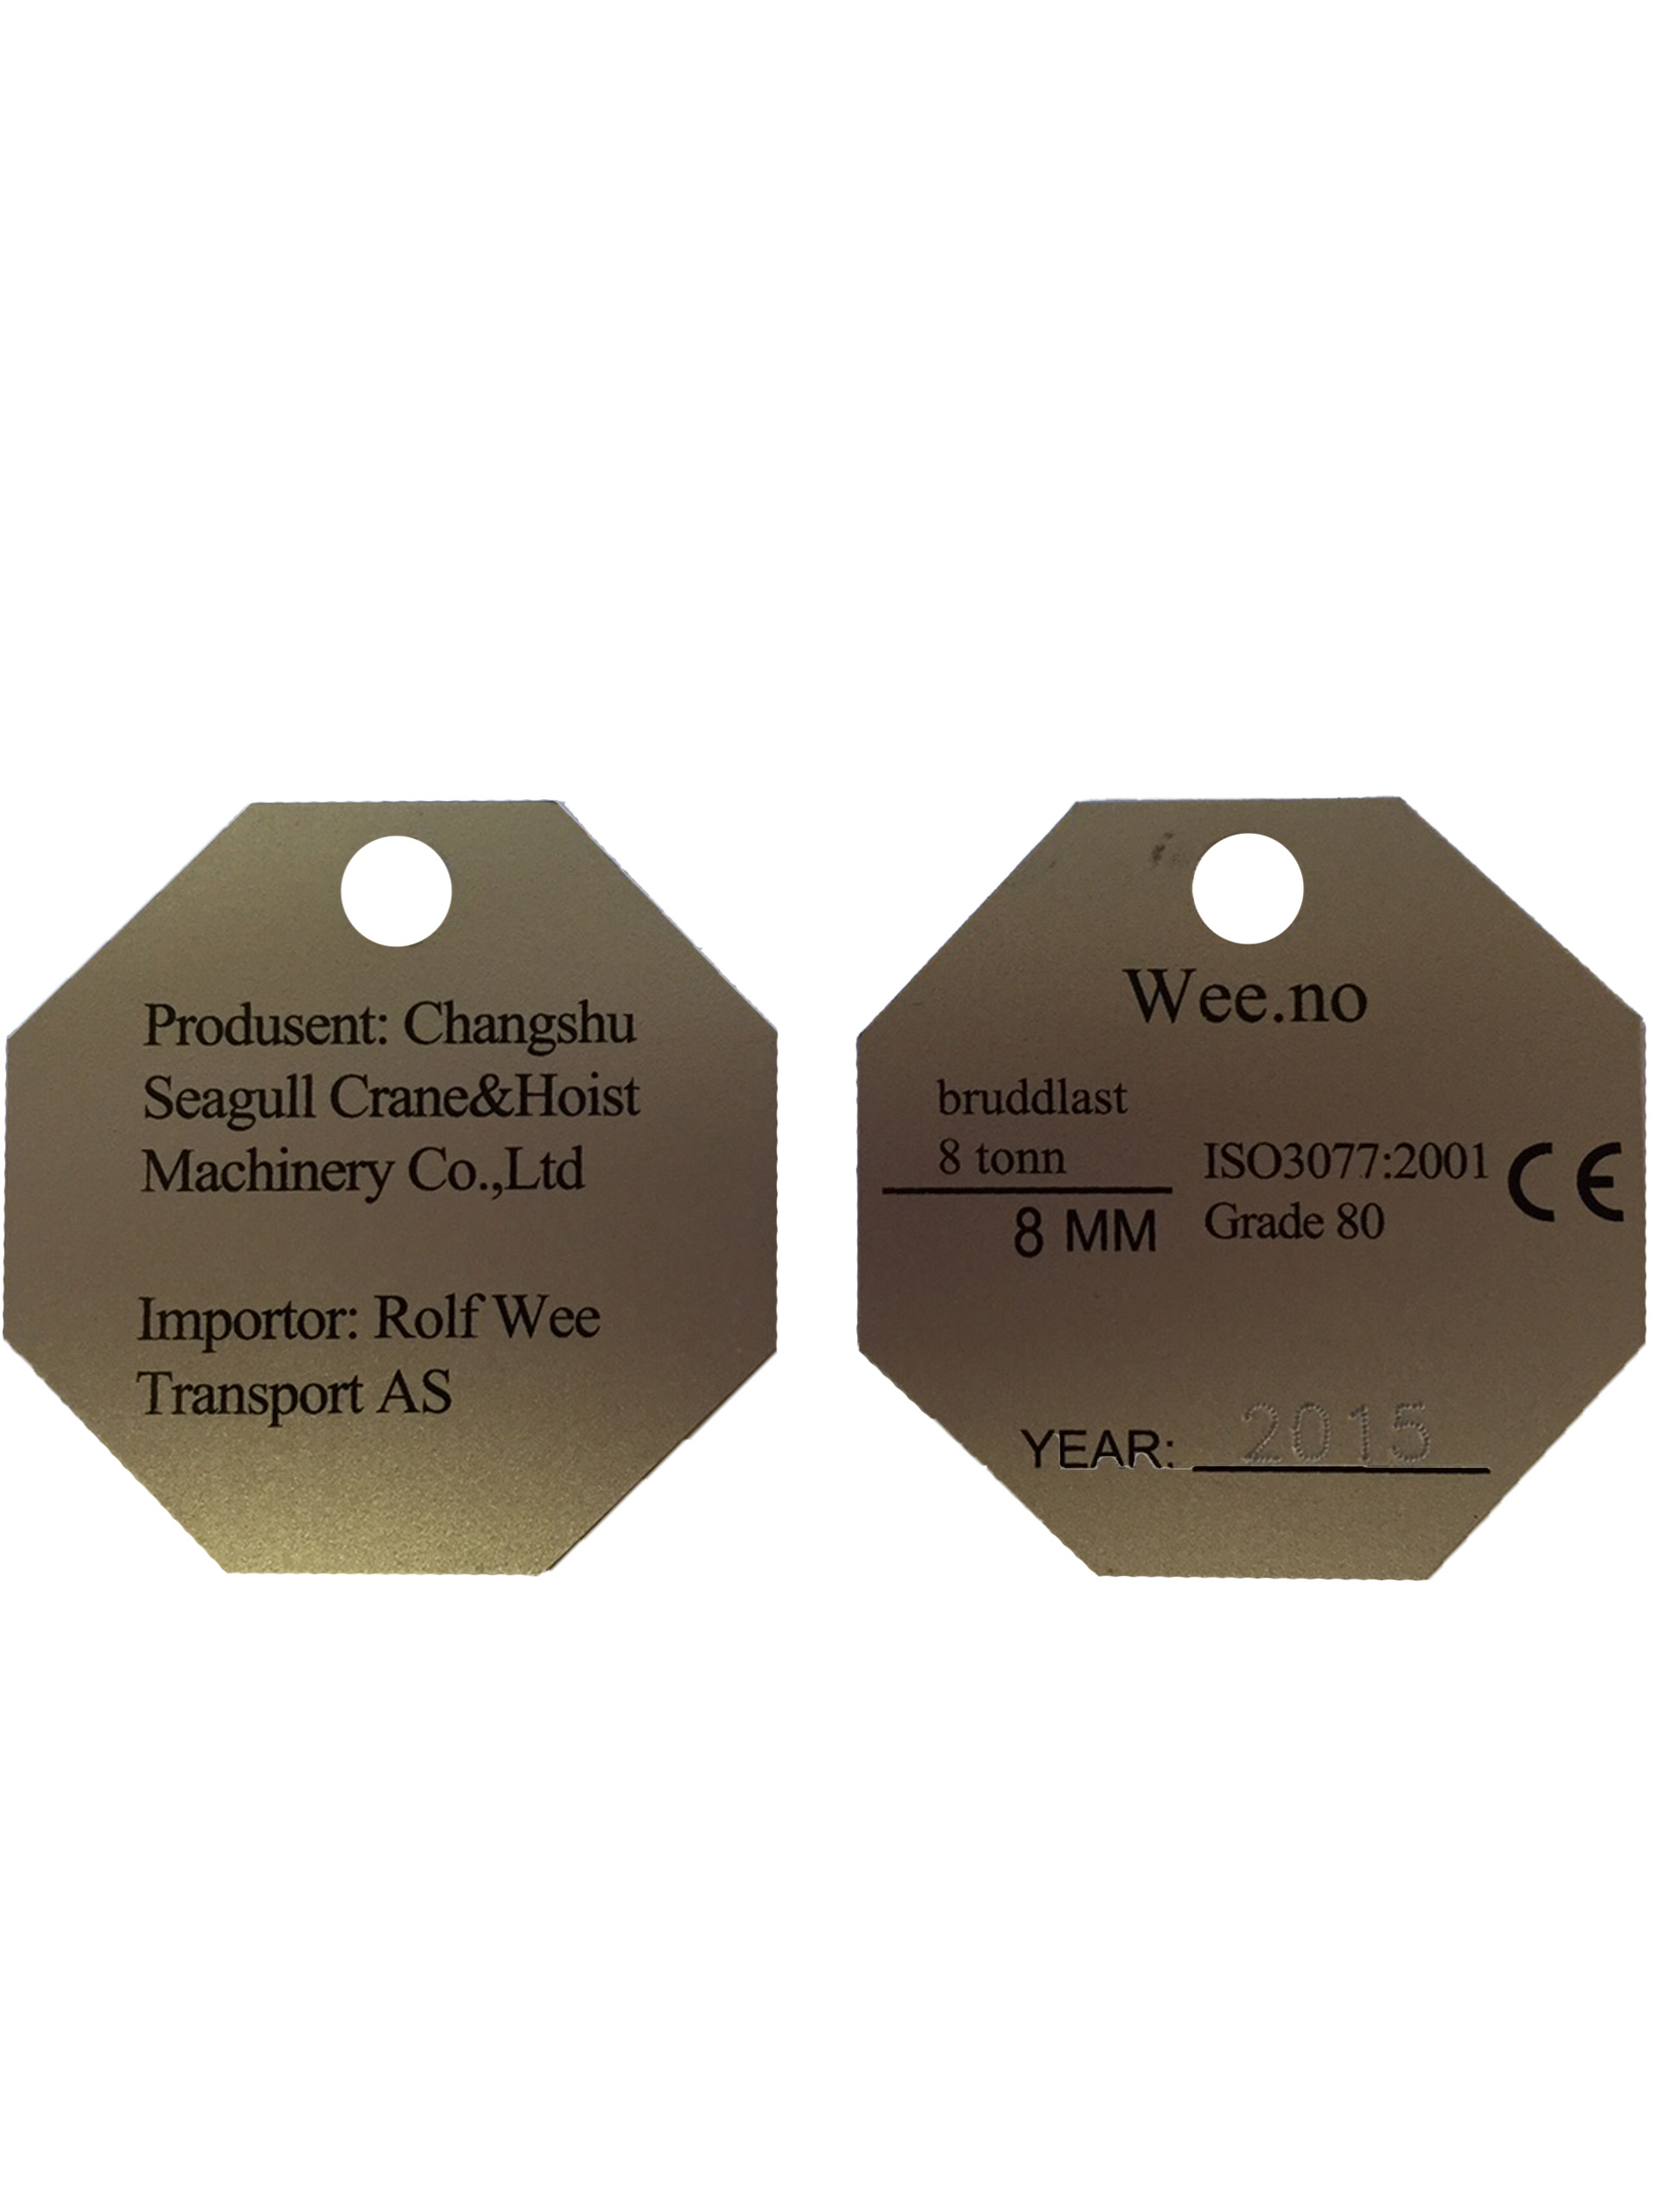 Produsent: Changshu
Seagull Crane&Hoist
Machinery Co.,Ltd
Importor: Rolf Wee
Transport AS
Wee.no
bruddlast
8 tonn
8 MM
ISO3077:2001
Grade 80
CE
YEAR: 2015